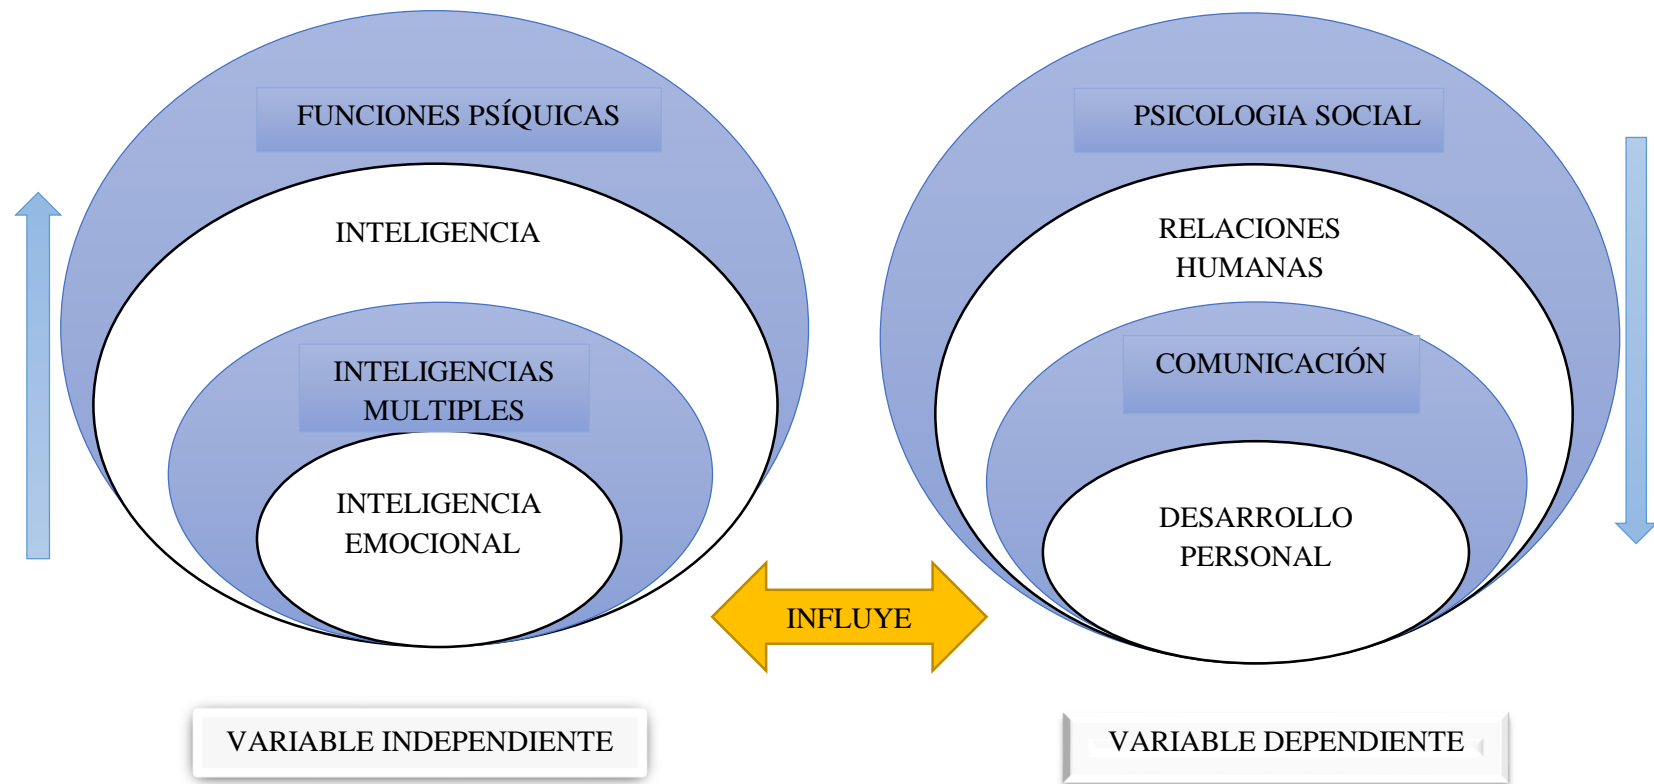 FUNCIONES PSÍQUICAS
INTELIGENCIA
INTELIGENCIAS
MULTIPLES
INTELIGENCIA
EMOCIONAL
PSICOLOGIA SOCIAL
RELACIONES
HUMANAS
COMUNICACIÓN
DESARROLLO
PERSONAL
INFLUYE
VARIABLE INDEPENDIENTE
VARIABLE DEPENDIENTE